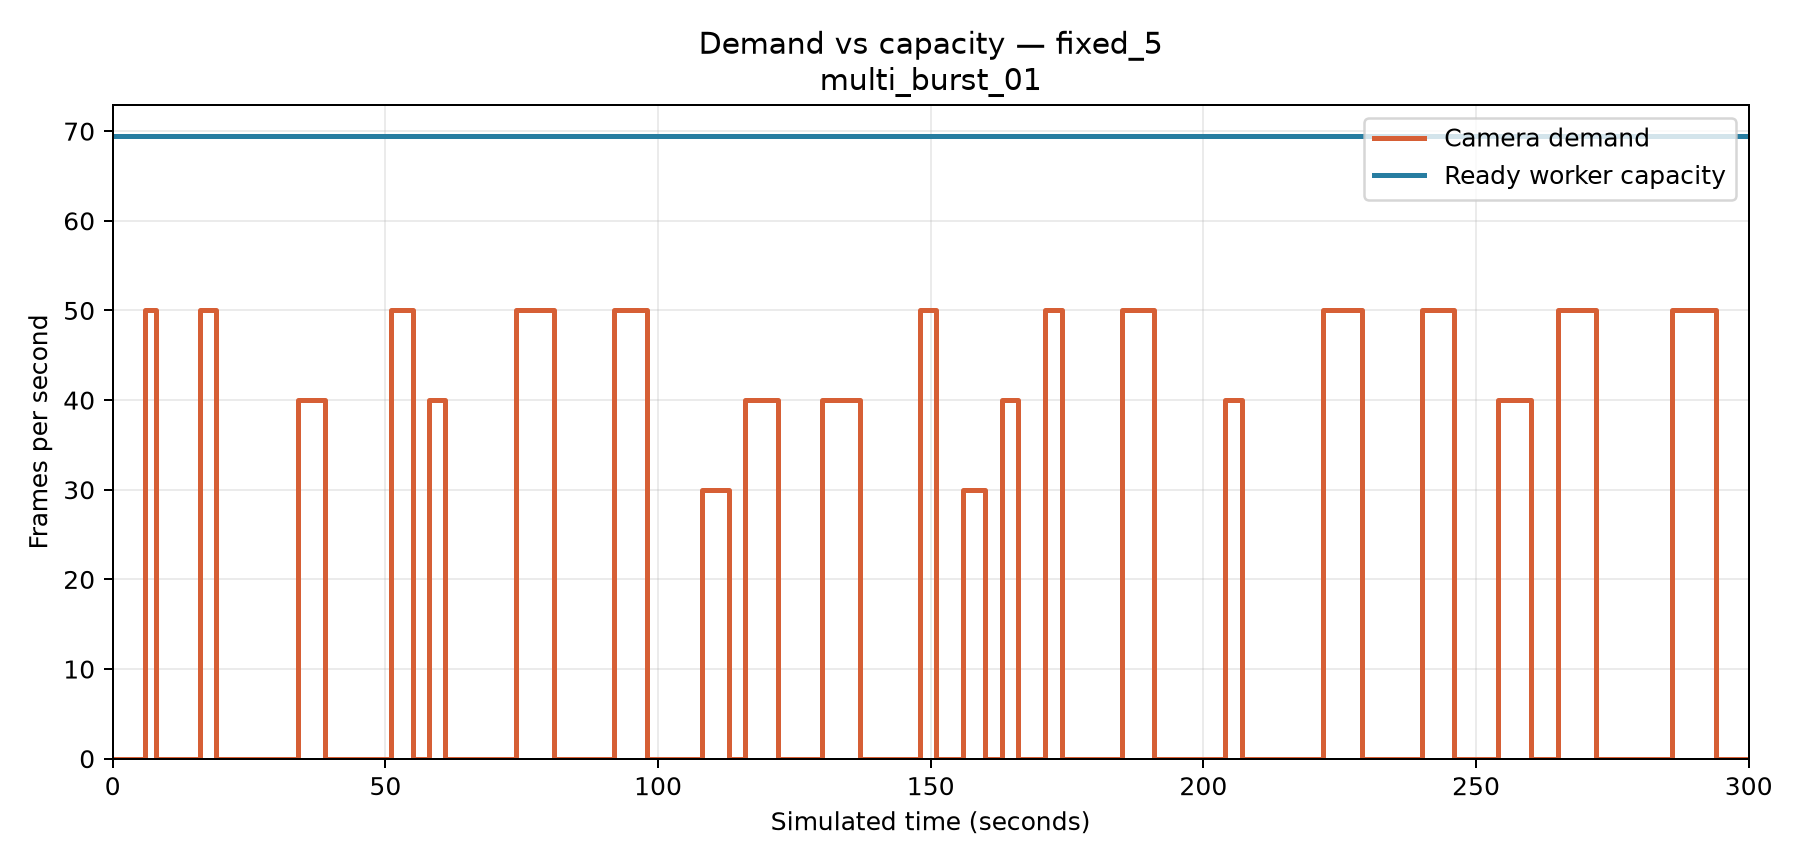 Demand vs capacity — fixed_5
multi_burst_01
Camera demand
Ready worker capacity
Frames per second
70
60
50
40
30
20
10
0
0 50 100 150 200 250 300
Simulated time (seconds)